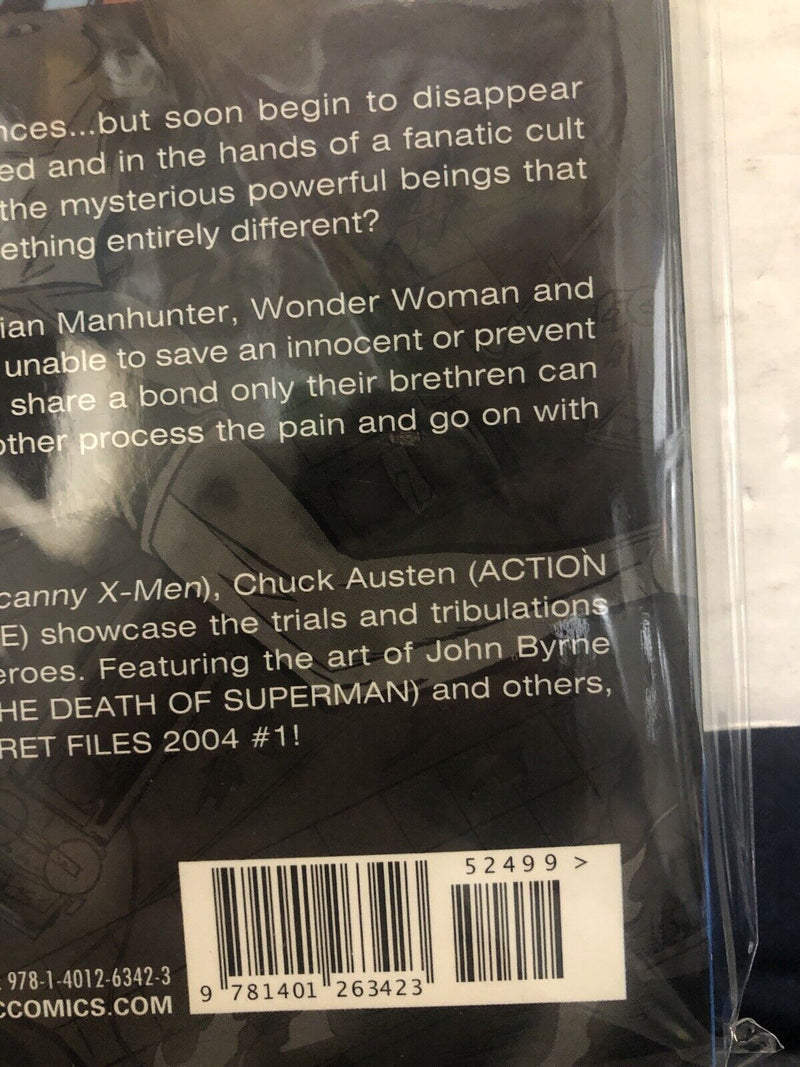 nces...but soon begin to disappear
ed and in the hands of a fanatic cult
the mysterious powerful beings that
ething entirely different?
ian Manhunter, Wonder Woman and
unable to save an innocent or prevent
share a bond only their brethren can
other process the pain and go on with
canny X-Men), Chuck Austen (ACTION
E) showcase the trials and tribulations
eroes. Featuring the art of John Byrne
HE DEATH OF SUPERMAN) and others,
RET FILES 2004 #1!
52499 >
978-1-4012-6342-3
CCOMICS.COM
9 781401 263423